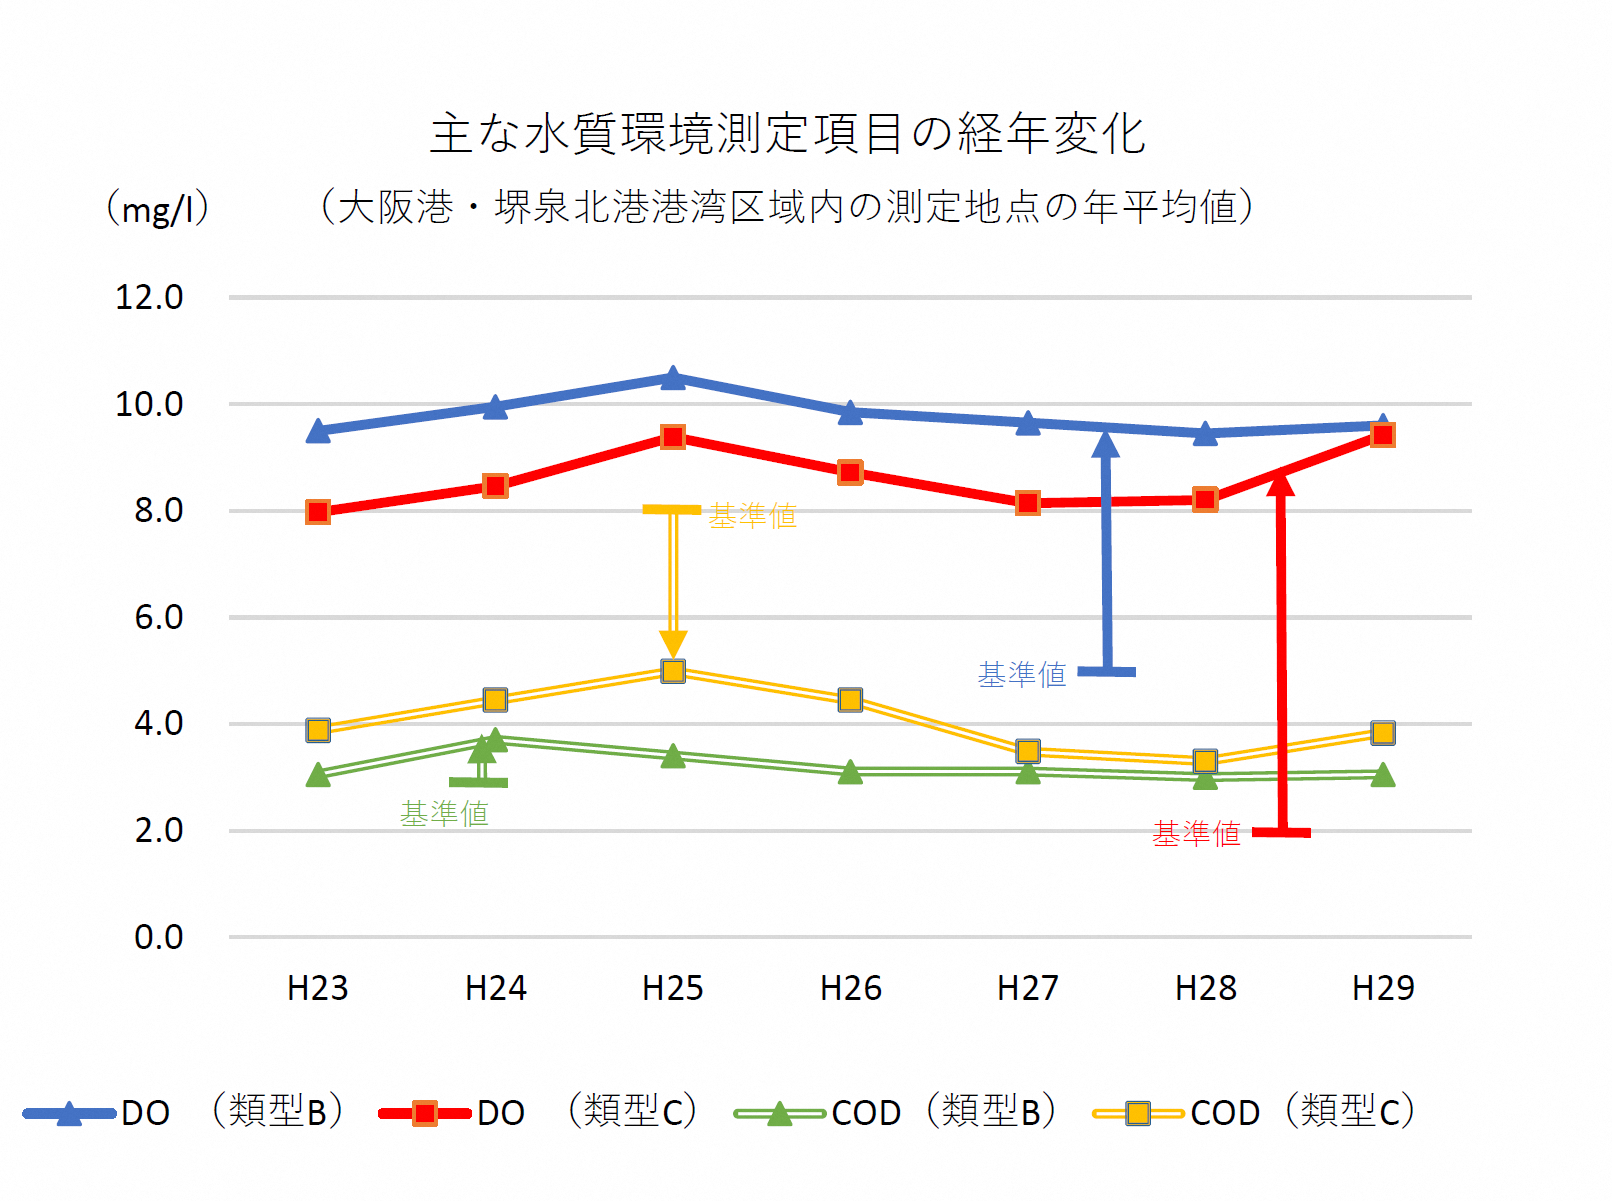 主な水質環境測定項目の経年変化
（mg/l）
（大阪港・堺泉北港港湾区域内の測定地点の年平均値）
12.0
10.0
8.0
6.0
4.0
2.0
0.0
基準値
基準値
基準値
基準値
H23 H24 H25 H26 H27 H28 H29
DO （類型B） DO （類型C） COD（類型B） COD（類型C）